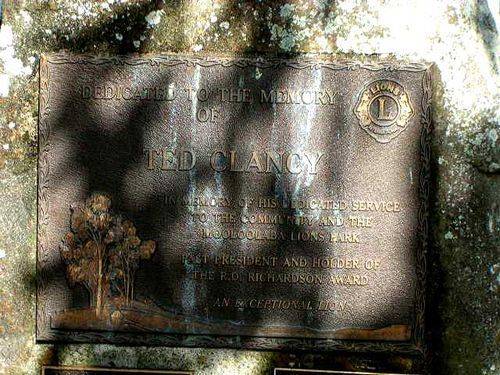 DEDICATED TO THE MEMORY
OF
LIONS
L
INTERNATIONAL
TED CLANCY
IN MEMORY OF HIS DEDICATED SERVICE
TO THE COMMUNITY AND THE
MOOLOOLABA LIONS PARK
PAST PRESIDENT AND HOLDER OF
THE R.O. RICHARDSON AWARD
AN EXCEPTIONAL LION